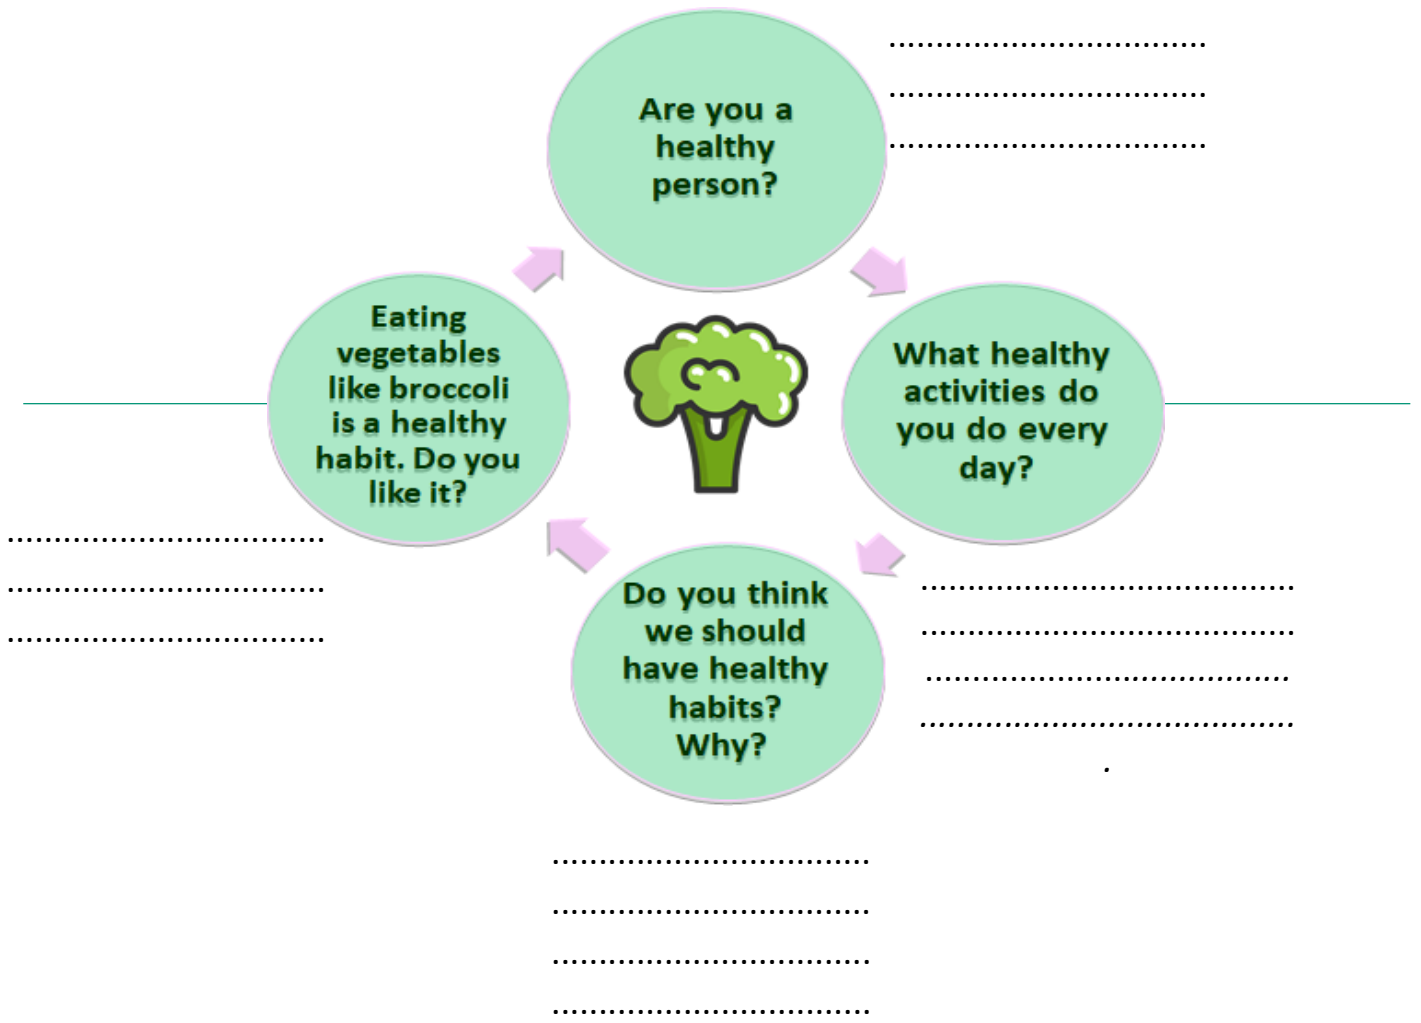 Are you a
healthy
person?
What healthy
activities do
you do every
day?
Do you think
we should
have healthy
habits?
Why?
Eating
vegetables
like broccoli
is a healthy
habit. Do you
like it?